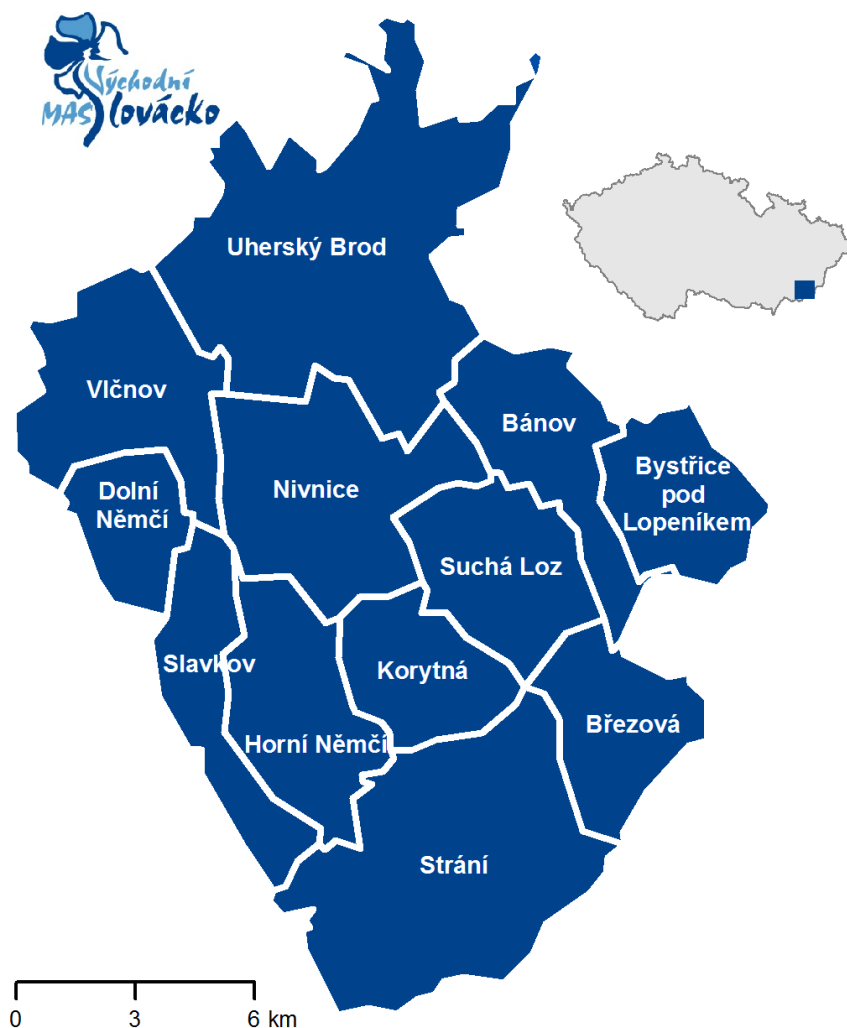 Východní
MAS Slovácko
Uherský Brod
Vlčnov
Bánov
Bystřice
pod
Lopeníkem
Dolní
Němčí
Nivnice
Suchá Loz
Slavkov
Korytná
Horní Němčí
Březová
Strání
0 3 6 km